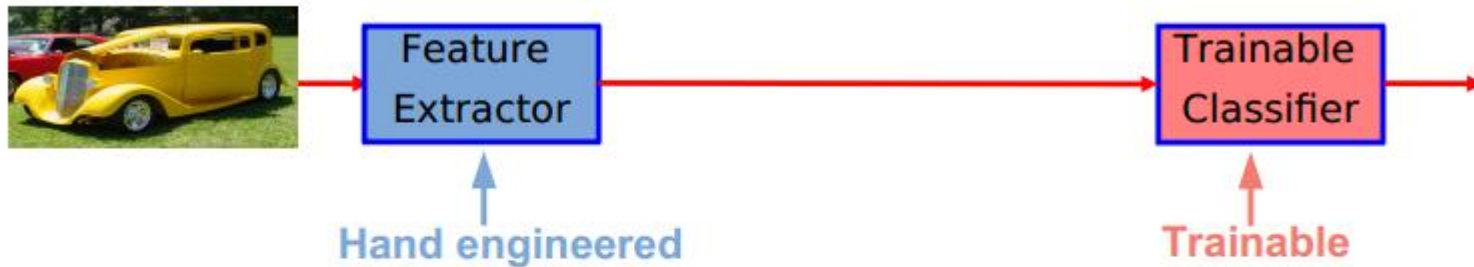 Feature
Extractor
Trainable
Classifier
Hand engineered
Trainable